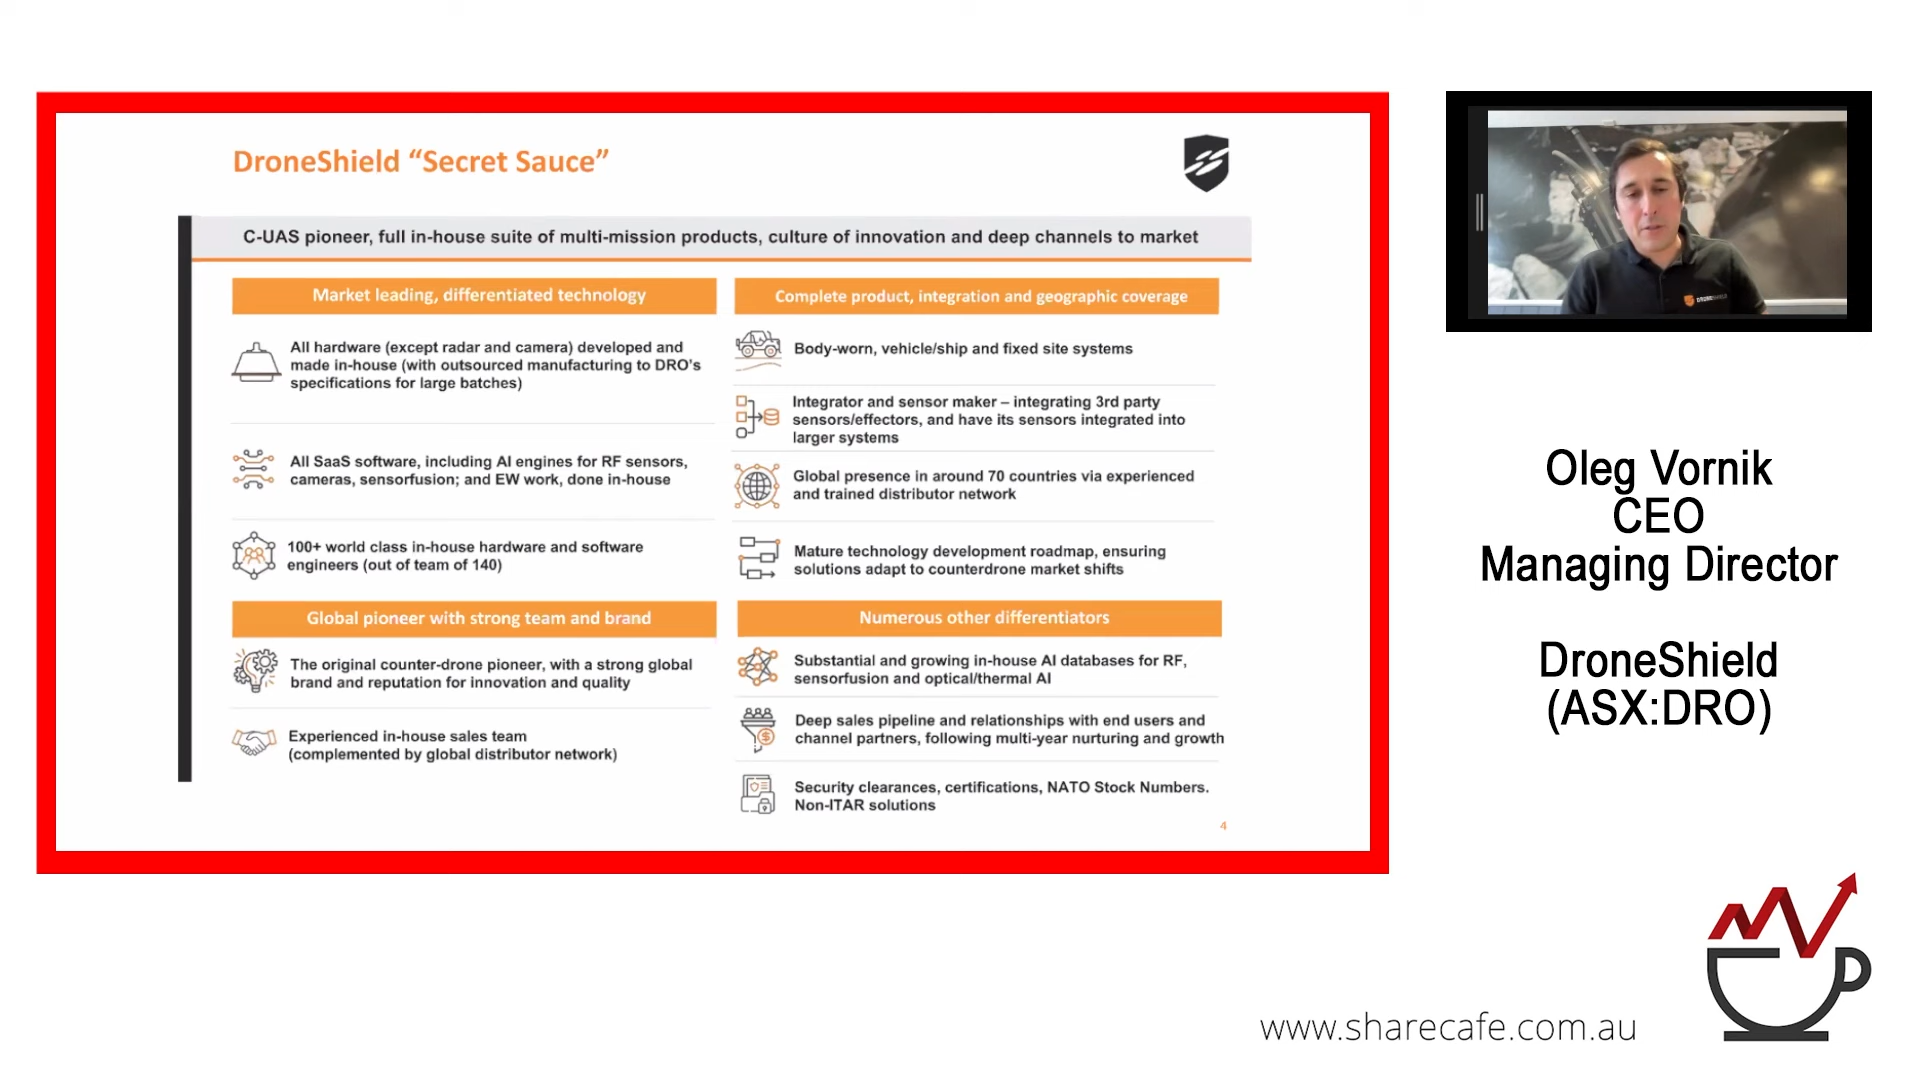 DroneShield “Secret Sauce”
C-UAS pioneer, full in-house suite of multi-mission products, culture of innovation and deep channels to market
Market leading, differentiated technology
All hardware (except radar and camera) developed and
made in-house (with outsourced manufacturing to DRO's
specifications for large batches)
All SaaS software, including AI engines for RF sensors,
cameras, sensorfusion; and EW work, done in-house
100+ world class in-house hardware and software
engineers (out of team of 140)
Global pioneer with strong team and brand
The original counter-drone pioneer, with a strong global
brand and reputation for innovation and quality
Experienced in-house sales team
(complemented by global distributor network)
Complete product, integration and geographic coverage
Body-worn, vehicle/ship and fixed site systems
Integrator and sensor maker – integrating 3rd party
sensors/effectors, and have its sensors integrated into
larger systems
Global presence in around 70 countries via experienced
and trained distributor network
Mature technology development roadmap, ensuring
solutions adapt to counterdrone market shifts
Numerous other differentiators
Substantial and growing in-house AI databases for RF,
sensorfusion and optical/thermal AI
Deep sales pipeline and relationships with end users and
channel partners, following multi-year nurturing and growth
Security clearances, certifications, NATO Stock Numbers.
Non-ITAR solutions
4
DRONESHIELD
Oleg Vornik
CEO
Managing Director
DroneShield
(ASX:DRO)
www.sharecafe.com.au